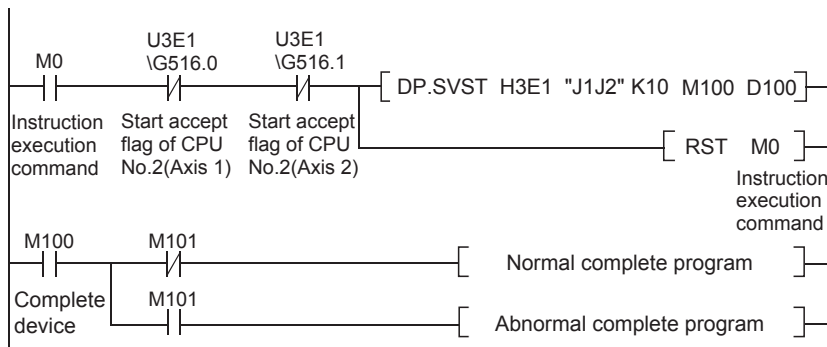 U3E1 U3E1
M0 \G516.0 \G516.1
DP.SVST H3E1 "J1J2" K10 M100 D100
Instruction execution command
Start accept flag of CPU No.2(Axis 1)
Start accept flag of CPU No.2(Axis 2)
RST M0
Instruction execution command
M100 M101
Normal complete program
Complete device
M101
Abnormal complete program